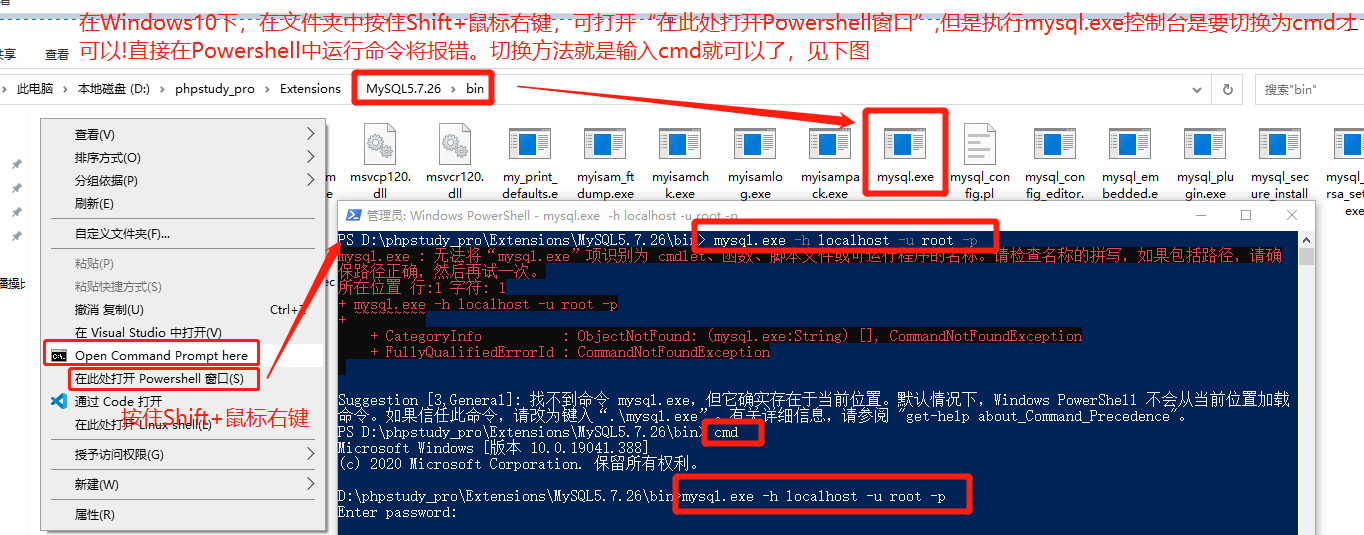 在Windows10下，在文件夹中按住Shift+鼠标右键，可打开“在此处打开Powershell窗口”,但是执行mysql.exe控制台是要切换为cmd才
可以!直接在Powershell中运行命令将报错。切换方法就是输入cmd就可以了，见下图
查看
此电脑 › 本地磁盘 (D:) › phpstudy_pro › Extensions › MySQL5.7.26 › bin
搜索"bin"
查看(V)
排序方式(O)
分组依据(P)
刷新(E)
自定义文件夹(F)...
粘贴(P)
粘贴快捷方式(S)
撤消 复制(U) Ctrl+Z
在 Visual Studio 中打开(V)
Open Command Prompt here
在此处打开 Powershell 窗口(S)
通过 Code 打开
按住Shift+鼠标右键
在此处打开 Linux shell(L)
授予访问权限(G)
新建(W)
属性(R)
msvcp120.dll
msvcr120.dll
my_print_defaults.e
myisam_ftdump.exe
myisamchk.exe
myisamlog.exe
myisampack.exe
mysql.exe
mysql_config.pl
mysql_config_editor.
mysql_embedded.e
mysql_plugin.exe
mysql_secure_install
mysql_
rsa_se
exe
管理员: Windows PowerShell - mysql.exe -h localhost -u root -p
PS D:\phpstudy_pro\Extensions\MySQL5.7.26\bin> mysql.exe -h localhost -u root -p
mysql.exe : 无法将“mysql.exe”项识别为 cmdlet、函数、脚本文件或可运行程序的名称。请检查名称的拼写，如果包括路径，请确
保路径正确，然后再试一次。
所在位置 行:1 字符: 1
+ mysql.exe -h localhost -u root -p
+ ~~~~~~~~~
+ CategoryInfo : ObjectNotFound: (mysql.exe:String) [], CommandNotFoundException
+ FullyQualifiedErrorId : CommandNotFoundException
Suggestion [3,General]: 找不到命令 mysql.exe，但它确实存在于当前位置。默认情况下，Windows PowerShell 不会从当前位置加载
命令。如果信任此命令，请改为键入“.\mysql.exe”。有关详细信息，请参阅 "get-help about_Command_Precedence"。
PS D:\phpstudy_pro\Extensions\MySQL5.7.26\bin> cmd
Microsoft Windows [版本 10.0.19041.388]
(c) 2020 Microsoft Corporation. 保留所有权利。
D:\phpstudy_pro\Extensions\MySQL5.7.26\bin>mysql.exe -h localhost -u root -p
Enter password: